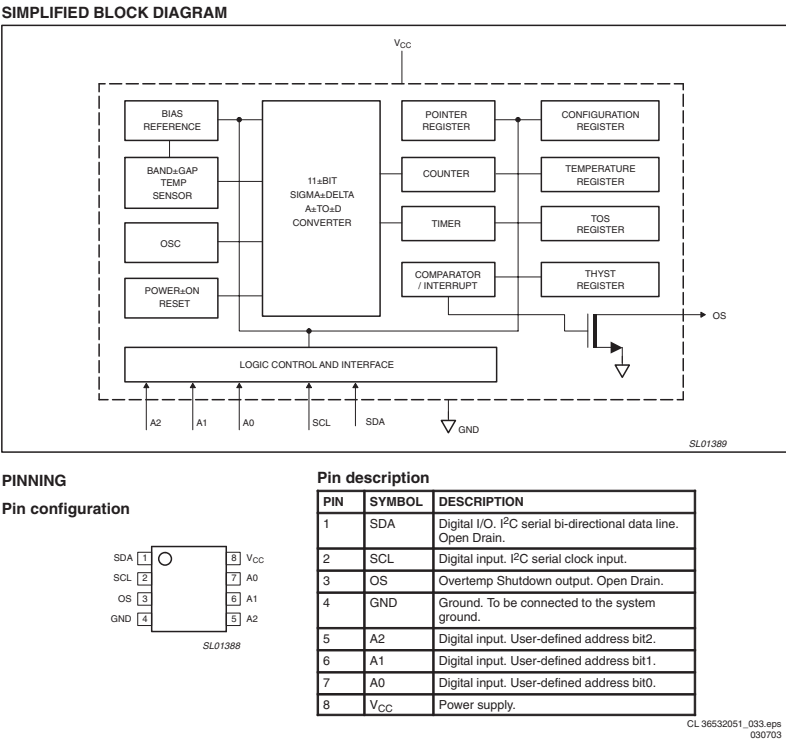 SIMPLIFIED BLOCK DIAGRAM
VCC
BIAS
REFERENCE
POINTER
REGISTER
CONFIGURATION
REGISTER
BAND±GAP
TEMP
SENSOR
11±BIT
SIGMA±DELTA
A±TO±D
CONVERTER
COUNTER
TEMPERATURE
REGISTER
OSC
TIMER
TOS
REGISTER
POWER±ON
RESET
COMPARATOR
/ INTERRUPT
THYST
REGISTER
OS
LOGIC CONTROL AND INTERFACE
A2 A1 A0 SCL SDA GND
SL01389
PINNING
Pin configuration
SDA 1 8 VCC
SCL 2 7 A0
OS 3 6 A1
GND 4 5 A2
SL01388
Pin description
PIN SYMBOL DESCRIPTION
1 SDA Digital I/O. I2C serial bi-directional data line.
Open Drain.
2 SCL Digital input. I2C serial clock input.
3 OS Overtemp Shutdown output. Open Drain.
4 GND Ground. To be connected to the system
ground.
5 A2 Digital input. User-defined address bit2.
6 A1 Digital input. User-defined address bit1.
7 A0 Digital input. User-defined address bit0.
8 VCC Power supply.
CL 36532051_033.eps
030703